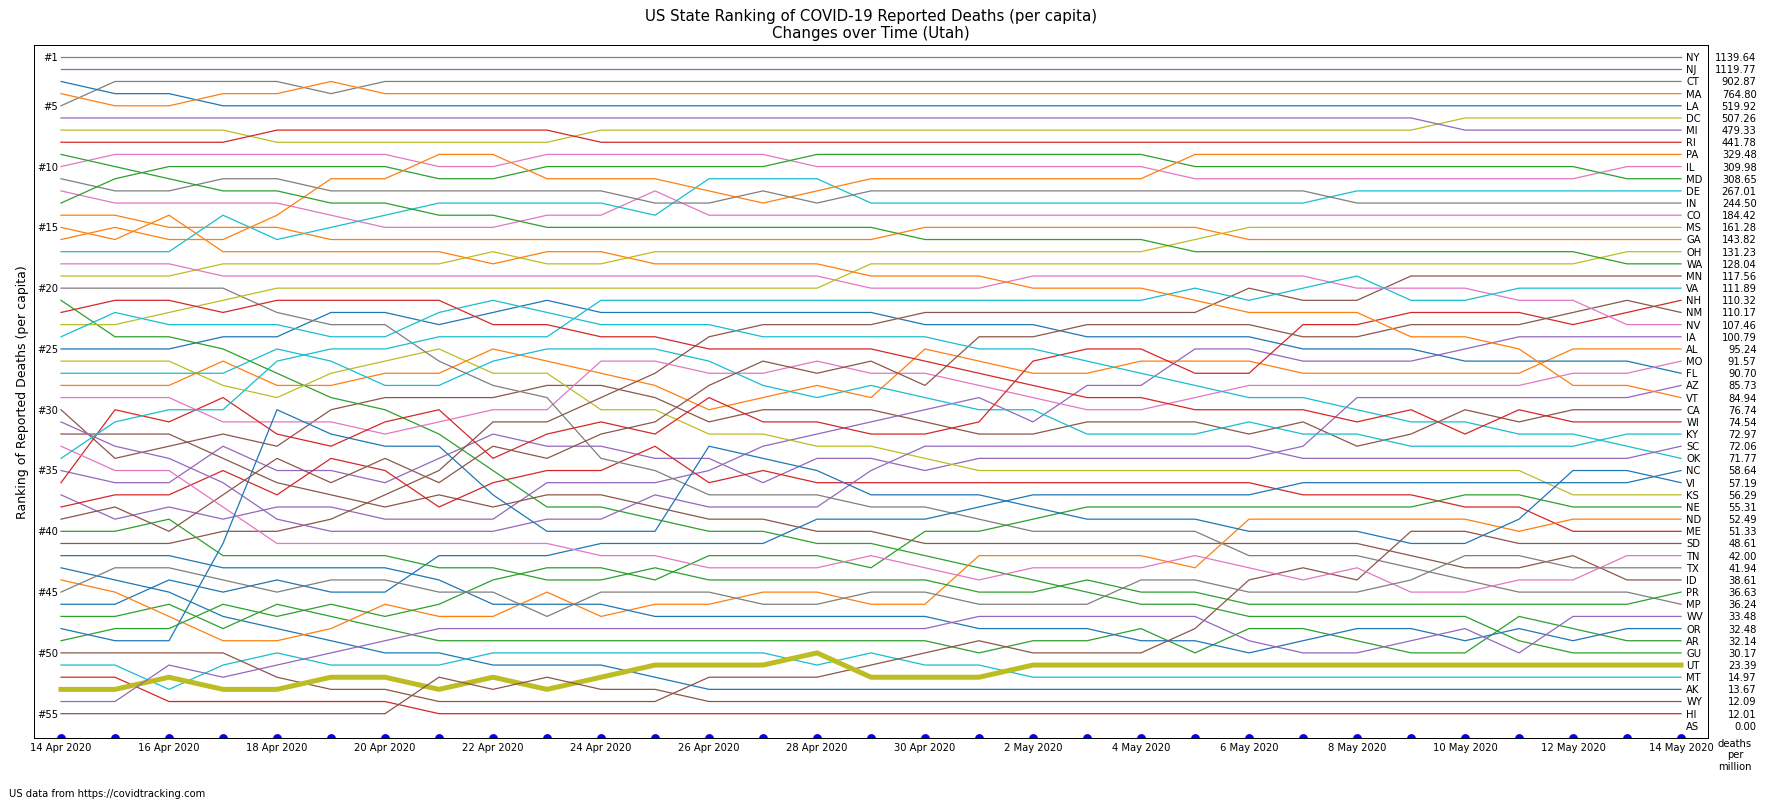 US State Ranking of COVID-19 Reported Deaths (per capita)
Changes over Time (Utah)
Ranking of Reported Deaths (per capita)
#1
#5
#10
#15
#20
#25
#30
#35
#40
#45
#50
#55
NY 1139.64
NJ 1119.77
CT 902.87
MA 764.80
LA 519.92
DC 507.26
MI 479.33
RI 441.78
PA 329.48
IL 309.98
MD 308.65
DE 267.01
IN 244.50
CO 184.42
MS 161.28
GA 143.82
OH 131.23
WA 128.04
MN 117.56
VA 111.89
NH 110.32
NM 110.17
NV 107.46
IA 100.79
AL 95.24
MO 91.57
FL 90.70
AZ 85.73
VT 84.94
CA 76.74
WI 74.54
KY 72.97
SC 72.06
OK 71.77
NC 58.64
VI 57.19
KS 56.29
NE 55.31
ND 52.49
ME 51.33
SD 48.61
TN 42.00
TX 41.94
ID 38.61
PR 36.63
MP 36.24
WV 33.48
OR 32.48
AR 32.14
GU 30.17
UT 23.39
MT 14.97
AK 13.67
WY 12.09
HI 12.01
AS 0.00
14 Apr 2020 16 Apr 2020 18 Apr 2020 20 Apr 2020 22 Apr 2020 24 Apr 2020 26 Apr 2020 28 Apr 2020 30 Apr 2020 2 May 2020 4 May 2020 6 May 2020 8 May 2020 10 May 2020 12 May 2020 14 May 2020
deaths
per
million
US data from https://covidtracking.com